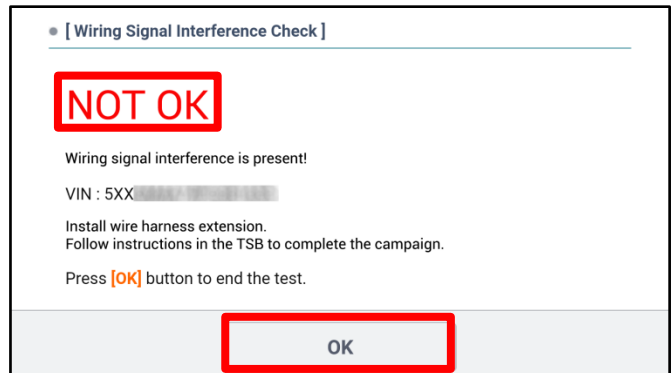 [ Wiring Signal Interference Check ]
NOT OK
Wiring signal interference is present!
VIN : 5XX
Install wire harness extension.
Follow instructions in the TSB to complete the campaign.
Press [OK] button to end the test.
OK